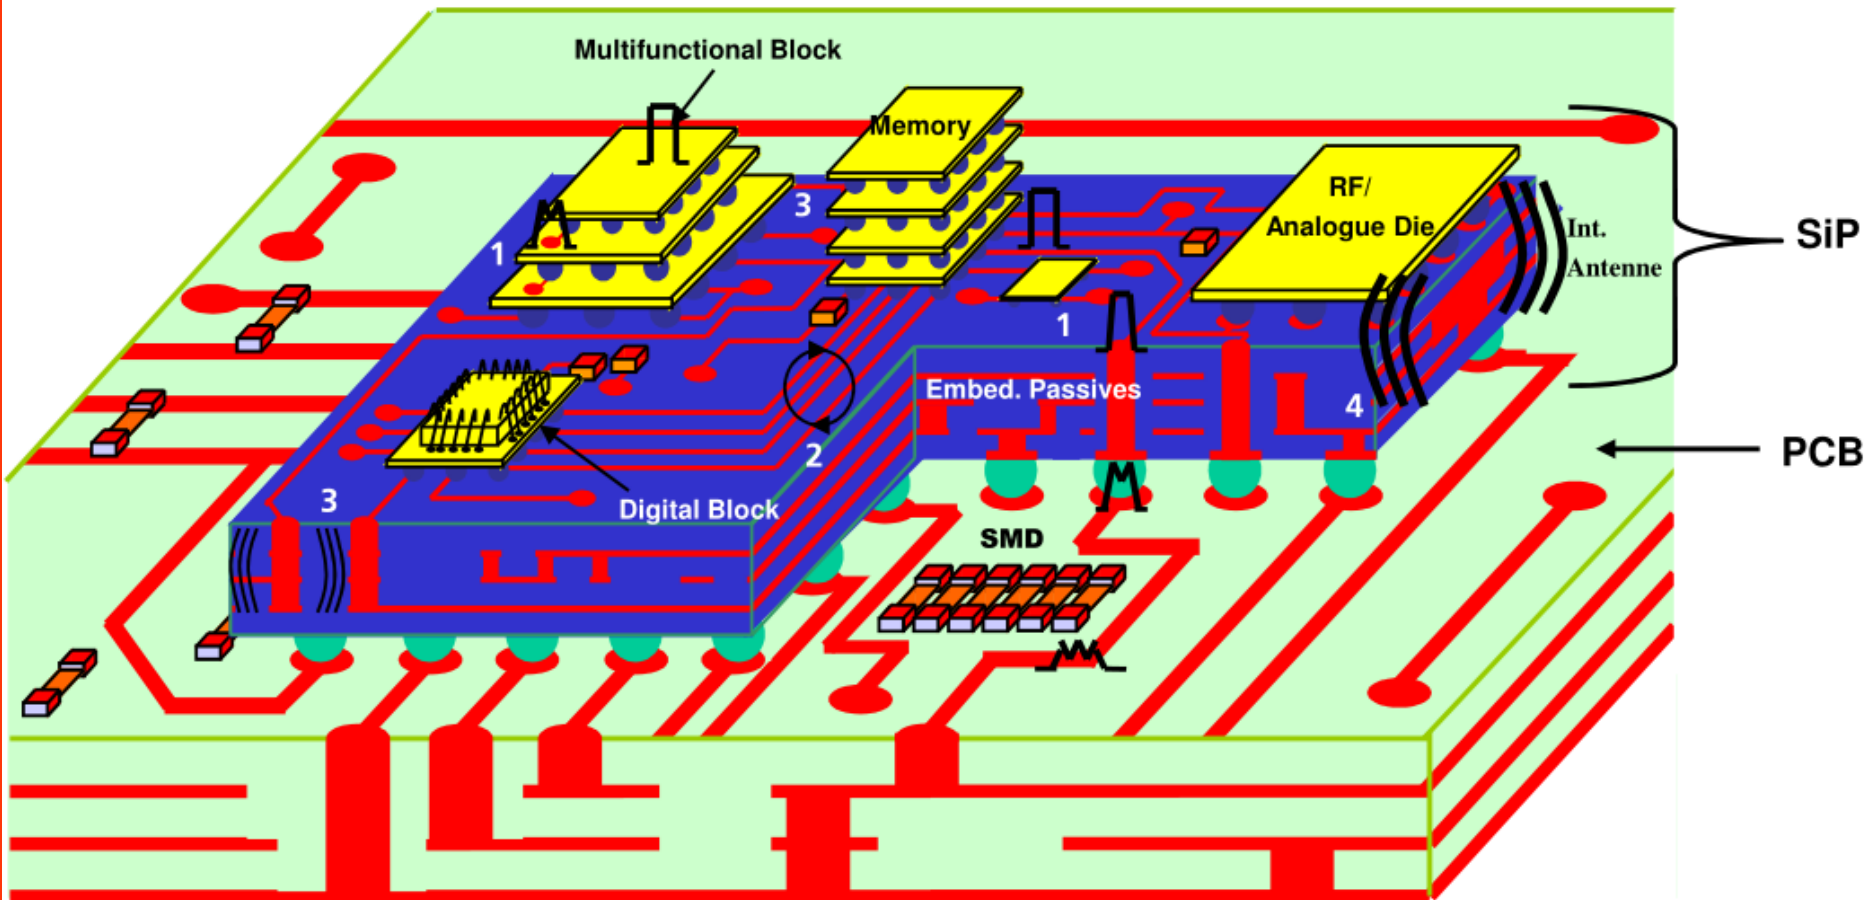 Multifunctional Block
Memory
RF/
Analogue Die
3
1
Int.
Antenne
SiP
1
Embed. Passives
4
2
PCB
3
Digital Block
SMD